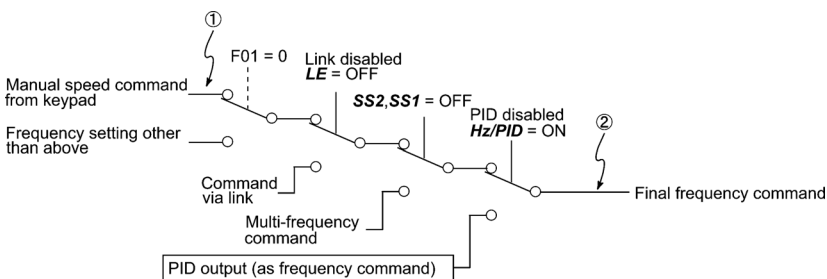 ①
F01 = 0
Link disabled
LE = OFF
Manual speed command
from keypad
SS2,SS1 = OFF
PID disabled
Hz/PID = ON
②
Frequency setting other
than above
Command
via link
Final frequency command
Multi-frequency
command
PID output (as frequency command)